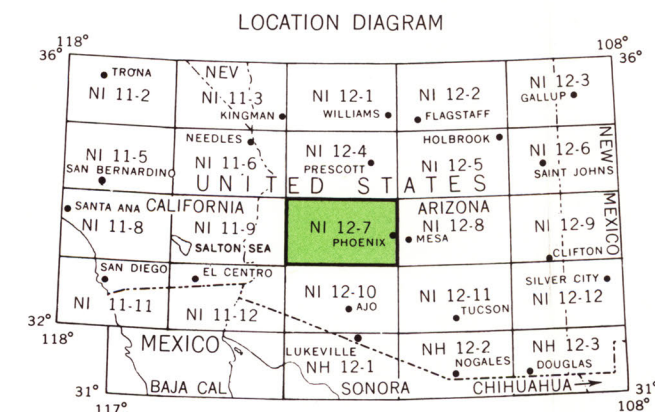 LOCATION DIAGRAM
118° 108°
36° 36°
TRONA NEV NI 12-3
NI 11-2 NI 11-3 NI 12-1 NI 12-2 GALLUP
KINGMAN WILLIAMS FLAGSTAFF
NEEDLES HOLBROOK
NI 11-5 NI 11-6 NI 12-4 NI 12-5 NI 12-6
SAN BERNARDINO PRESCOTT SAINT JOHNS
UNITED STATES
NEW MEXICO
SANTA ANA CALIFORNIA ARIZONA
NI 11-8 NI 11-9 NI 12-7 NI 12-8 NI 12-9
SALTON SEA PHOENIX MESA
CLIFTON
SAN DIEGO EL CENTRO SILVER CITY
NI 11-11 NI 11-12 NI 12-10 NI 12-11 NI 12-12
AJO TUCSON
32°
118°
MEXICO LUKEVILLE NH 12-2 NH 12-3
NH 12-1 NOGALES DOUGLAS
31° BAJA CAL SONORA CHIHUAHUA 31°
117° 108°